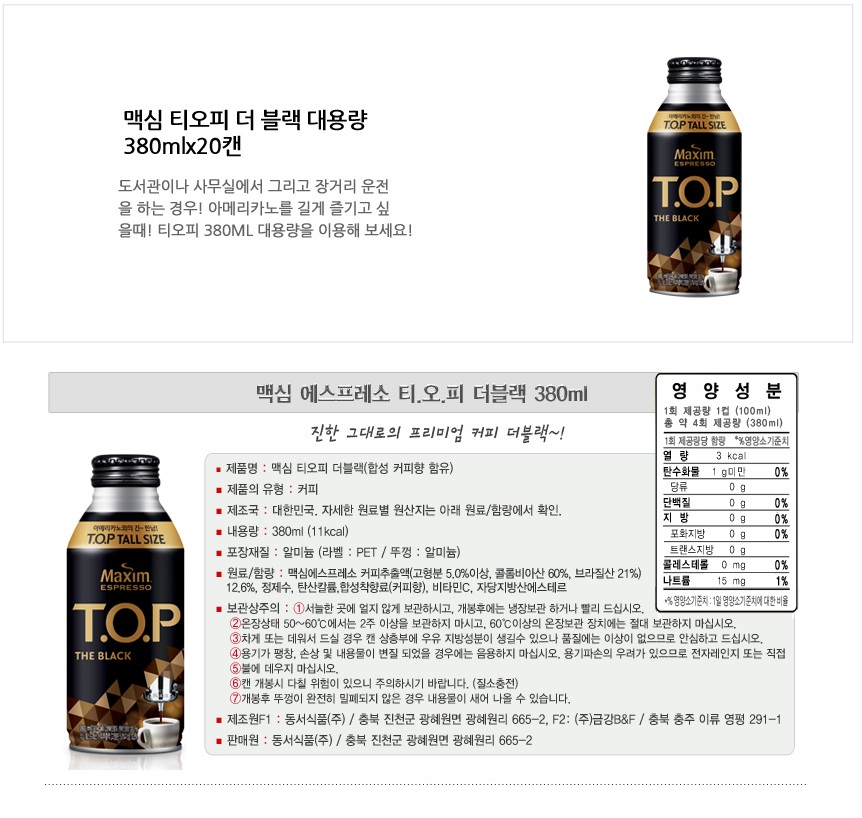 맥심 티오피 더 블랙 대용량
380mlx20캔
도서관이나 사무실에서 그리고 장거리 운전
을 하는 경우! 아메리카노를 길게 즐기고 싶
을때! 티오피 380ML 대용량을 이용해 보세요!
아메리카노와의 긴~ 만남!
T.O.P TALL SIZE
Maxim
ESPRESSO
T.O.P
THE BLACK
맥심 에스프레소 티.오.피 더블랙 380ml
진한 그대로의 프리미엄 커피 더블랙~!
영 양 성 분
1회 제공량 1컵 (100ml)
총 약 4회 제공량 (380ml)
1회 제공량당 함량 *%영양소기준치
열 량 3 kcal
탄수화물 1 g미만 0%
당류 0 g
단백질 0 g 0%
지 방 0 g 0%
포화지방 0 g 0%
트랜스지방 0 g
콜레스테롤 0 mg 0%
나트륨 15 mg 1%
*% 영양소기준치 : 1일 영양소기준치에 대한 비율
아메리카노와의 긴~ 만남!
T.O.P TALL SIZE
Maxim
ESPRESSO
T.O.P
THE BLACK
제품명 : 맥심 티오피 더블랙(합성 커피향 함유)
제품의 유형 : 커피
제조국 : 대한민국, 자세한 원료별 원산지는 아래 원료/함량에서 확인.
내용량 : 380ml (11kcal)
포장재질 : 알미늄 (라벨 : PET / 뚜껑 : 알미늄)
원료/함량 : 맥심에스프레소 커피추출액(고형분 5.0%이상, 콜롬비아산 60%, 브라질산 21%)
12.6%, 정제수, 탄산칼륨,합성착향료(커피향), 비타민C, 자당지방산에스테르
보관상주의 : ①서늘한 곳에 얼지 않게 보관하시고, 개봉후에는 냉장보관 하거나 빨리 드십시오.
②온장상태 50~60℃에서는 2주 이상을 보관하지 마시고, 60℃이상의 온장보관 장치에는 절대 보관하지 마십시오.
③차게 또는 데워서 드실 경우 캔 상층부에 우유 지방성분이 생길수 있으나 품질에는 이상이 없으므로 안심하고 드십시오.
④용기가 팽창, 손상 및 내용물이 변질 되었을 경우에는 음용하지 마십시오. 용기파손의 우려가 있으므로 전자레인지 또는 직접
⑤불에 데우지 마십시오.
⑥캔 개봉시 다칠 위험이 있으니 주의하시기 바랍니다. (질소충전)
⑦개봉후 뚜껑이 완전히 밀폐되지 않은 경우 내용물이 새어 나올 수 있습니다.
제조원F1 : 동서식품(주) / 충북 진천군 광혜원면 광혜원리 665-2, F2: (주)금강B&F / 충북 충주 이류 영평 291-1
판매원 : 동서식품(주) / 충북 진천군 광혜원면 광혜원리 665-2